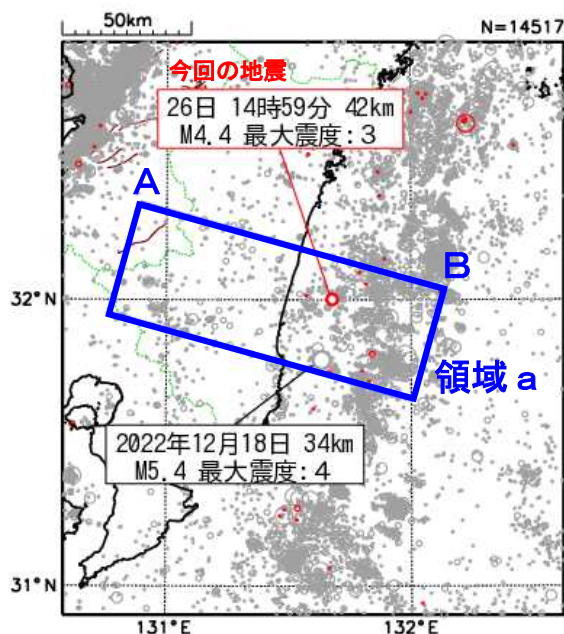 50km
N=14517
今回の地震
26日 14時59分 42km
M4.4 最大震度:3
A
B
32°N
領域a
2022年12月18日 34km
M5.4 最大震度:4
31°N
131°E
132°E